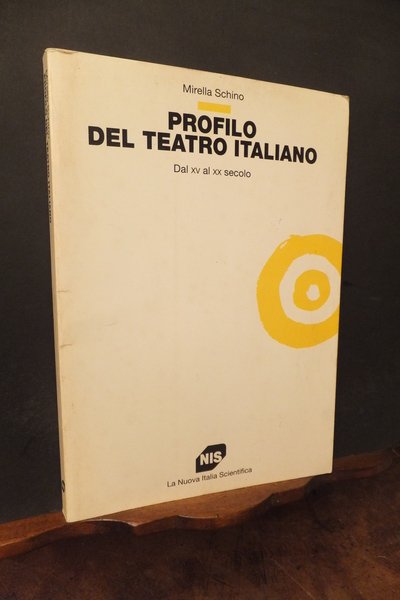 Mirella Schino
PROFILO
DEL TEATRO ITALIANO
Dal XV al XX secolo
NIS
La Nuova Italia Scientifica